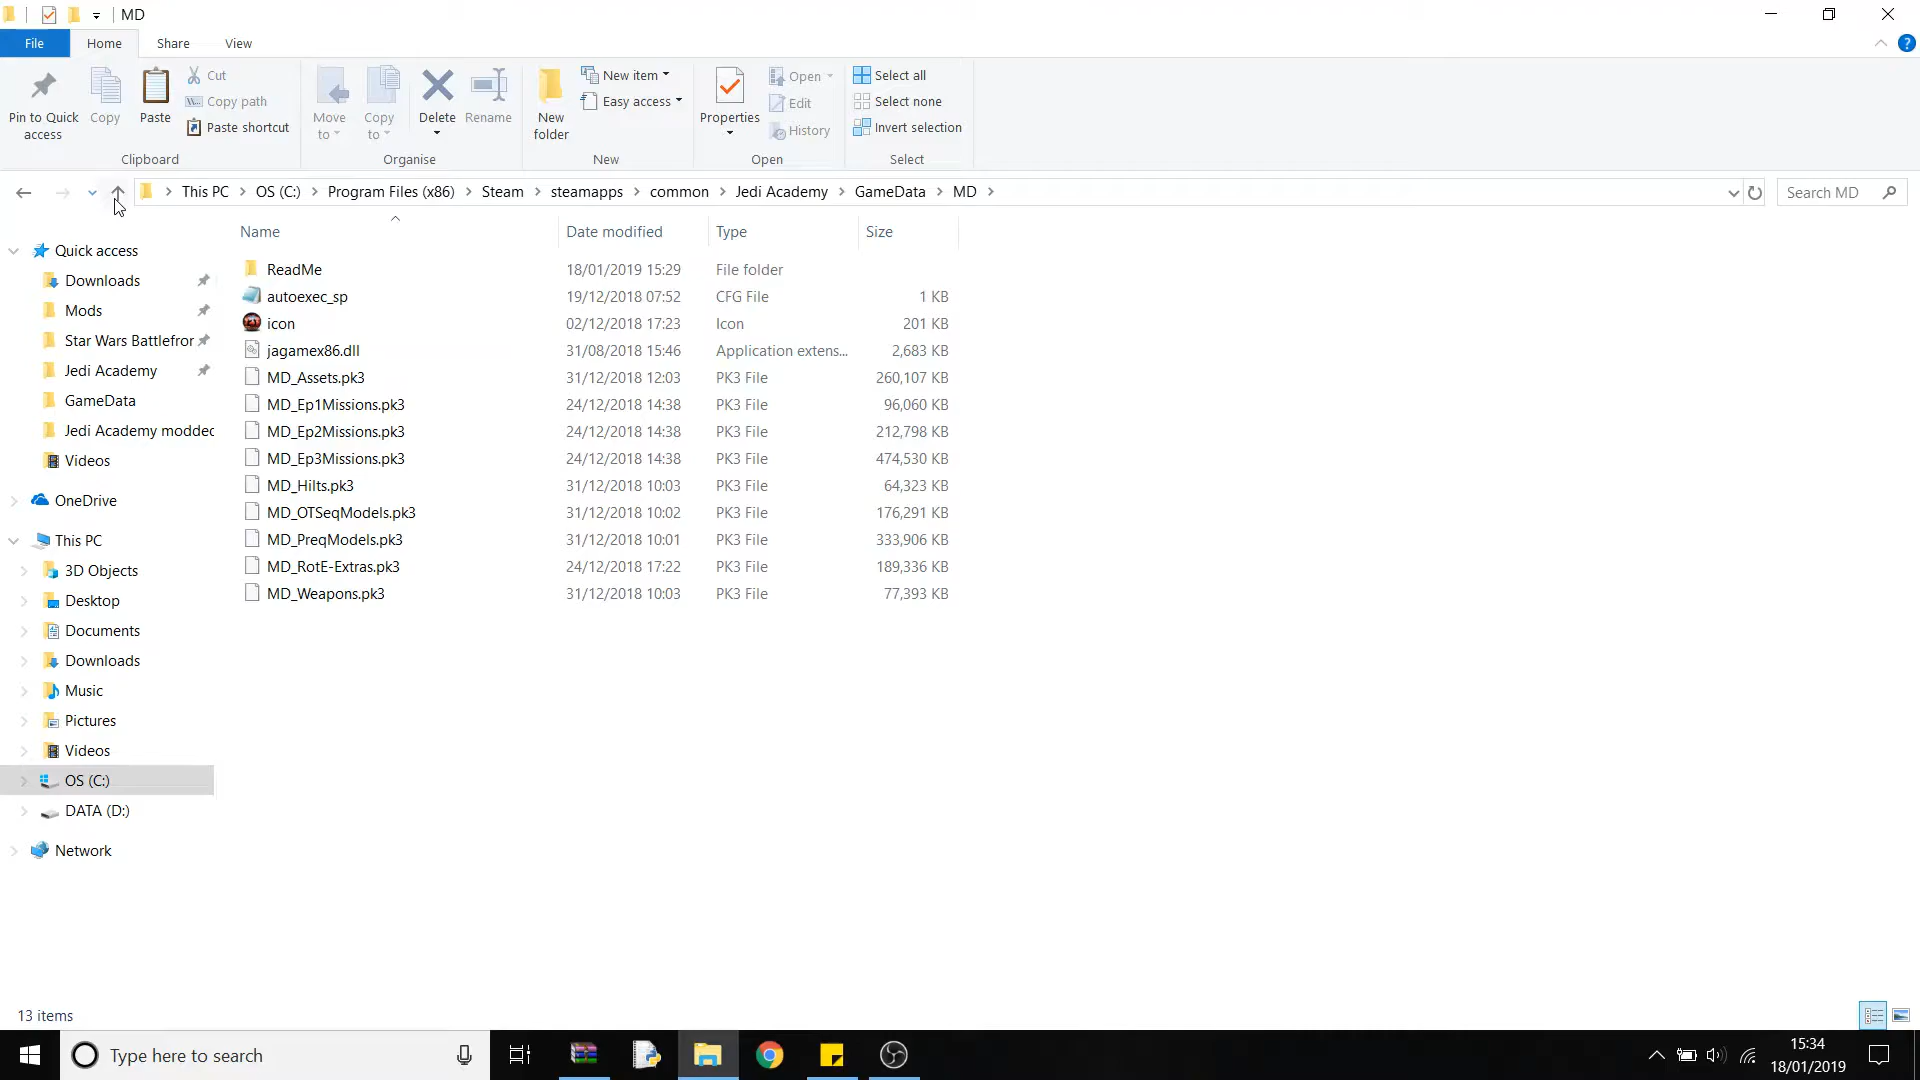 MD
File Home Share View
Pin to Quick access
Copy
Paste
Cut
Copy path
Paste shortcut
Move to
Copy to
Delete
Rename
New folder
New item
Easy access
Properties
Open
Edit
History
Select all
Select none
Invert selection
Clipboard Organise New Open Select
This PC OS (C:) Program Files (x86) Steam steamapps common Jedi Academy GameData MD
Search MD
Name Date modified Type Size
ReadMe 18/01/2019 15:29 File folder
autoexec_sp 19/12/2018 07:52 CFG File 1 KB
icon 02/12/2018 17:23 Icon 201 KB
jagamex86.dll 31/08/2018 15:46 Application extens... 2,683 KB
MD_Assets.pk3 31/12/2018 12:03 PK3 File 260,107 KB
MD_Ep1Missions.pk3 24/12/2018 14:38 PK3 File 96,060 KB
MD_Ep2Missions.pk3 24/12/2018 14:38 PK3 File 212,798 KB
MD_Ep3Missions.pk3 24/12/2018 14:38 PK3 File 474,530 KB
MD_Hilts.pk3 31/12/2018 10:03 PK3 File 64,323 KB
MD_OTSeqModels.pk3 31/12/2018 10:02 PK3 File 176,291 KB
MD_PreqModels.pk3 31/12/2018 10:01 PK3 File 333,906 KB
MD_RotE-Extras.pk3 24/12/2018 17:22 PK3 File 189,336 KB
MD_Weapons.pk3 31/12/2018 10:03 PK3 File 77,393 KB
Quick access
Downloads
Mods
Star Wars Battlefror
Jedi Academy
GameData
Jedi Academy modded
Videos
OneDrive
This PC
3D Objects
Desktop
Documents
Downloads
Music
Pictures
Videos
OS (C:)
DATA (D:)
Network
13 items
Type here to search
15:34
18/01/2019